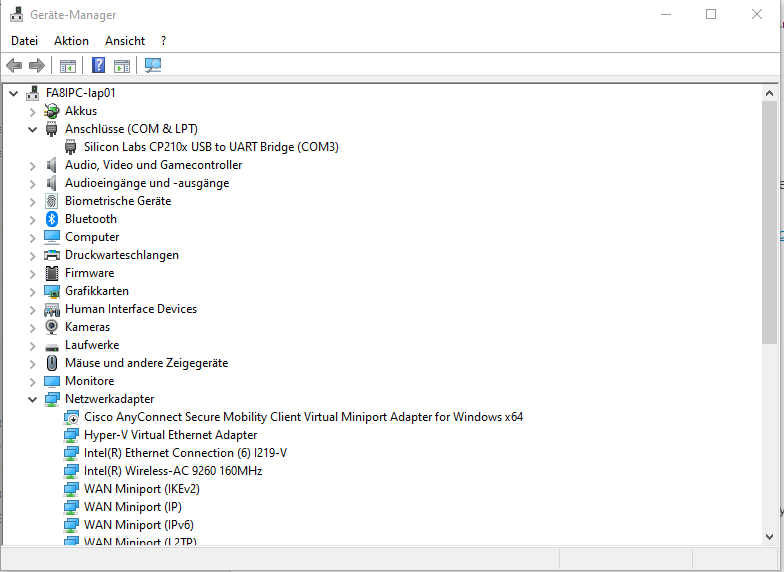 Geräte-Manager
Datei Aktion Ansicht ?
FA8IPC-lap01
Akkus
Anschlüsse (COM & LPT)
Silicon Labs CP210x USB to UART Bridge (COM3)
Audio, Video und Gamecontroller
Audioeingänge und -ausgänge
Biometrische Geräte
Bluetooth
Computer
Druckwarteschlangen
Firmware
Grafikkarten
Human Interface Devices
Kameras
Laufwerke
Mäuse und andere Zeigegeräte
Monitore
Netzwerkadapter
Cisco AnyConnect Secure Mobility Client Virtual Miniport Adapter for Windows x64
Hyper-V Virtual Ethernet Adapter
Intel(R) Ethernet Connection (6) I219-V
Intel(R) Wireless-AC 9260 160MHz
WAN Miniport (IKEv2)
WAN Miniport (IP)
WAN Miniport (IPv6)
WAN Miniport (L2TP)